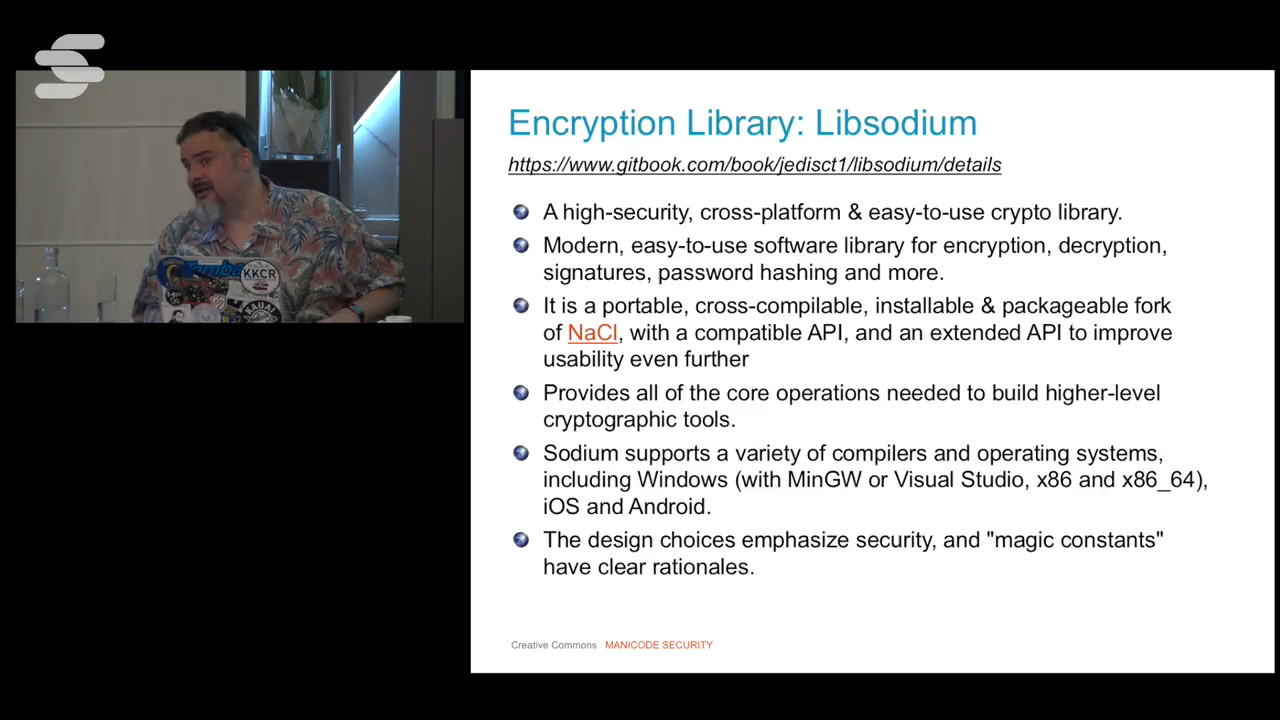 Encryption Library: Libsodium
https://www.gitbook.com/book/jedisct1/libsodium/details
A high-security, cross-platform & easy-to-use crypto library.
Modern, easy-to-use software library for encryption, decryption,
signatures, password hashing and more.
It is a portable, cross-compilable, installable & packageable fork
of NaCl, with a compatible API, and an extended API to improve
usability even further
Provides all of the core operations needed to build higher-level
cryptographic tools.
Sodium supports a variety of compilers and operating systems,
including Windows (with MinGW or Visual Studio, x86 and x86_64),
iOS and Android.
The design choices emphasize security, and "magic constants"
have clear rationales.
Creative Commons MANICODE SECURITY
KKCR
KAUAI